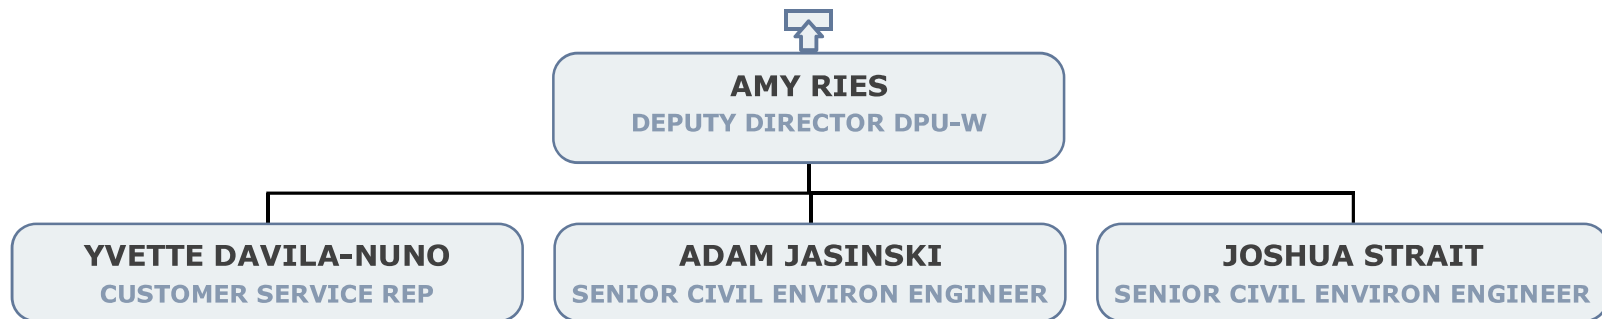 AMY RIES
DEPUTY DIRECTOR DPU-W
YVETTE DAVILA-NUNO
CUSTOMER SERVICE REP
ADAM JASINSKI
SENIOR CIVIL ENVIRON ENGINEER
JOSHUA STRAIT
SENIOR CIVIL ENVIRON ENGINEER